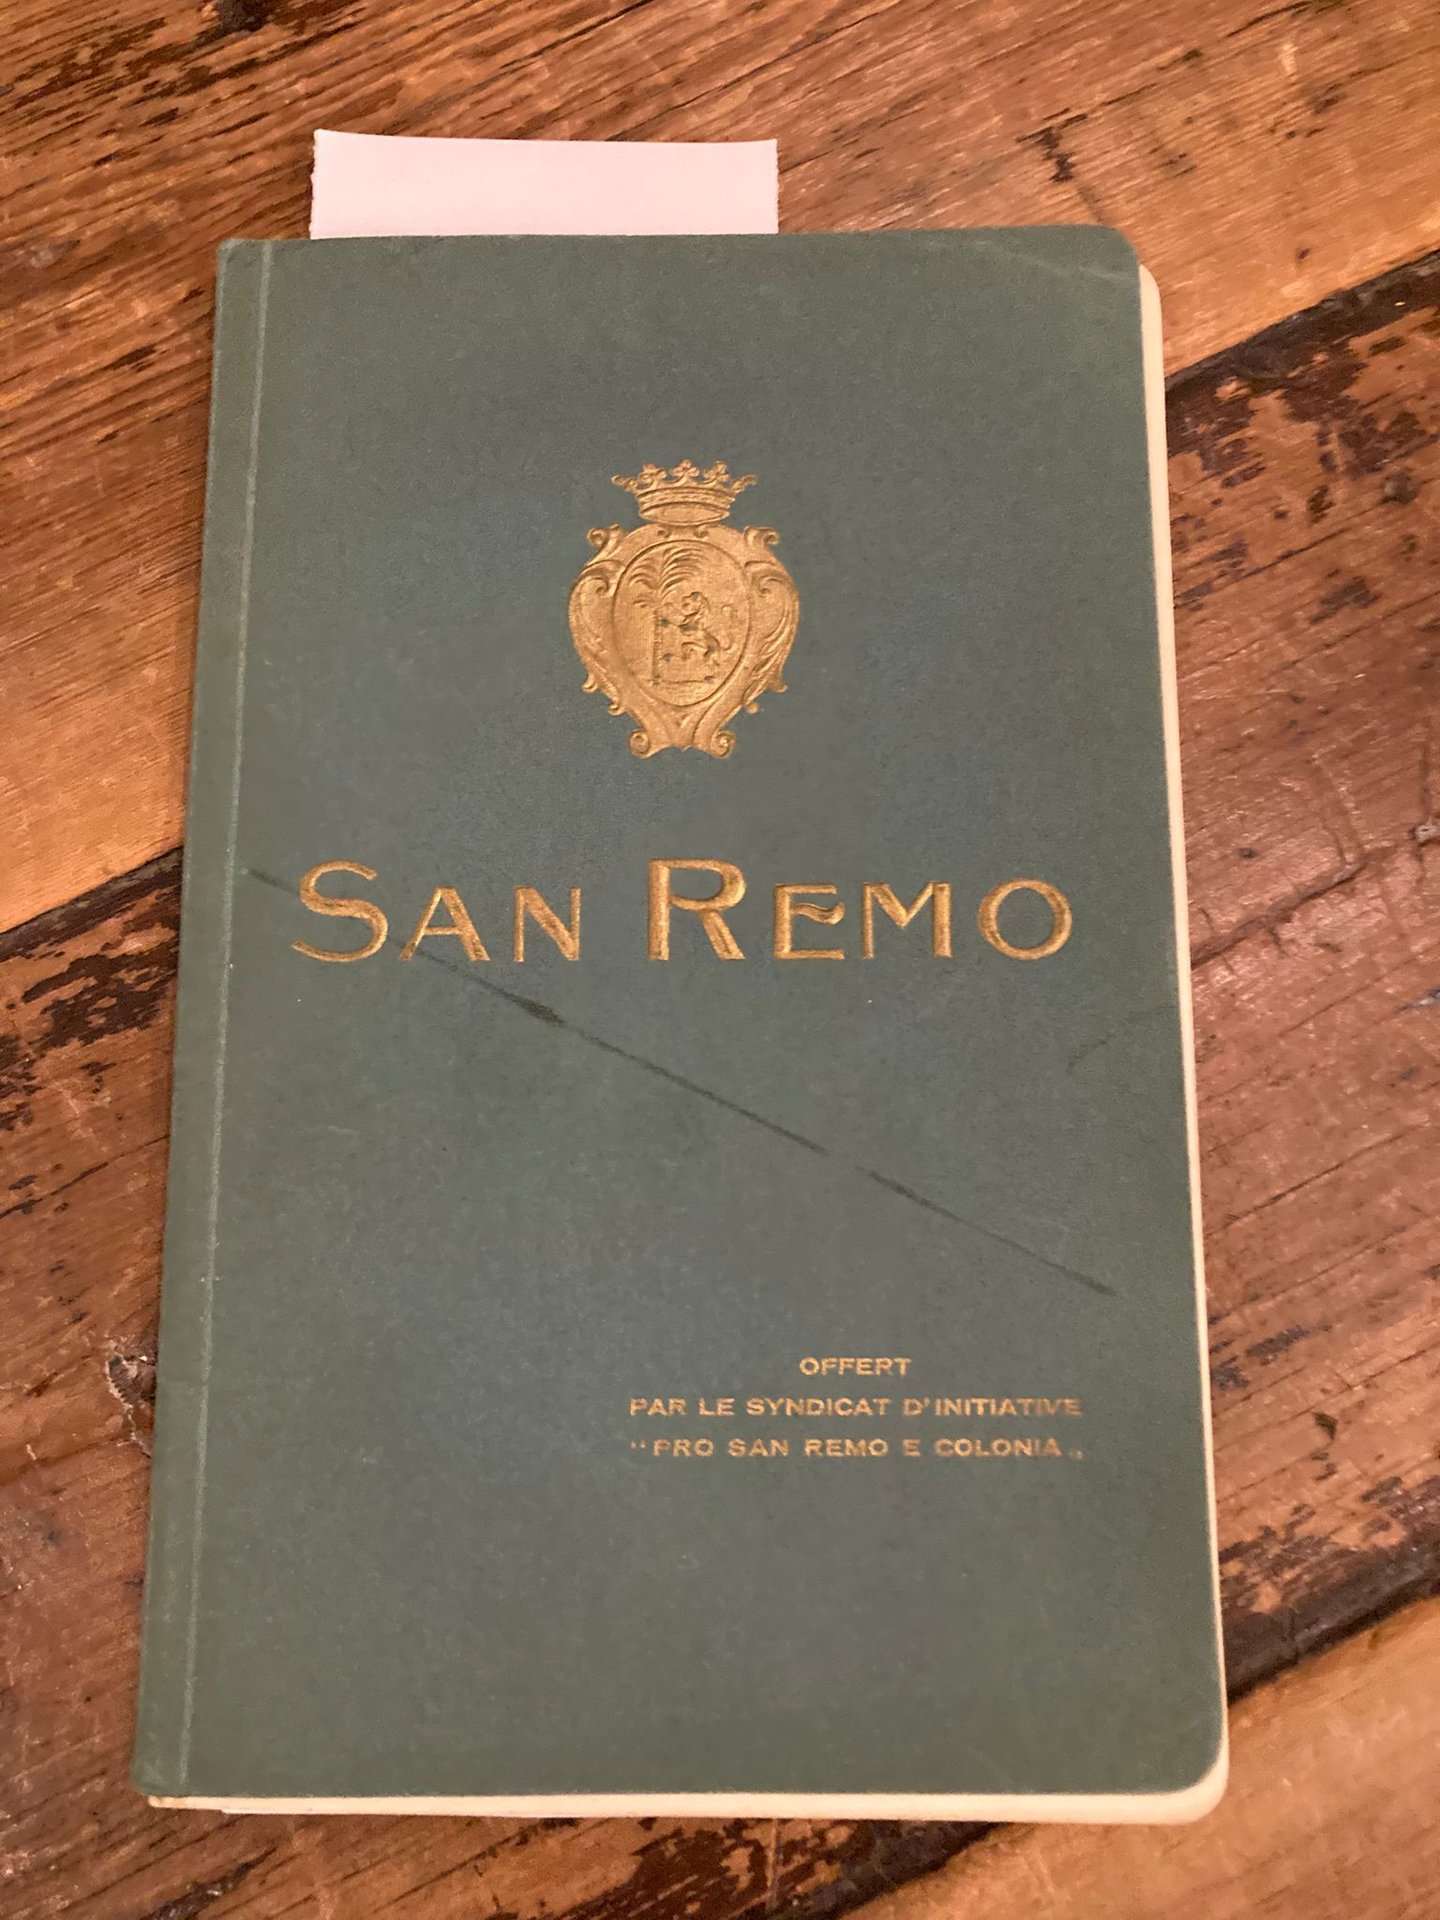 SAN REMO
OFFERT
PAR LE SYNDICAT D'INITIATIVE
“PRO SAN REMO E COLONIA„